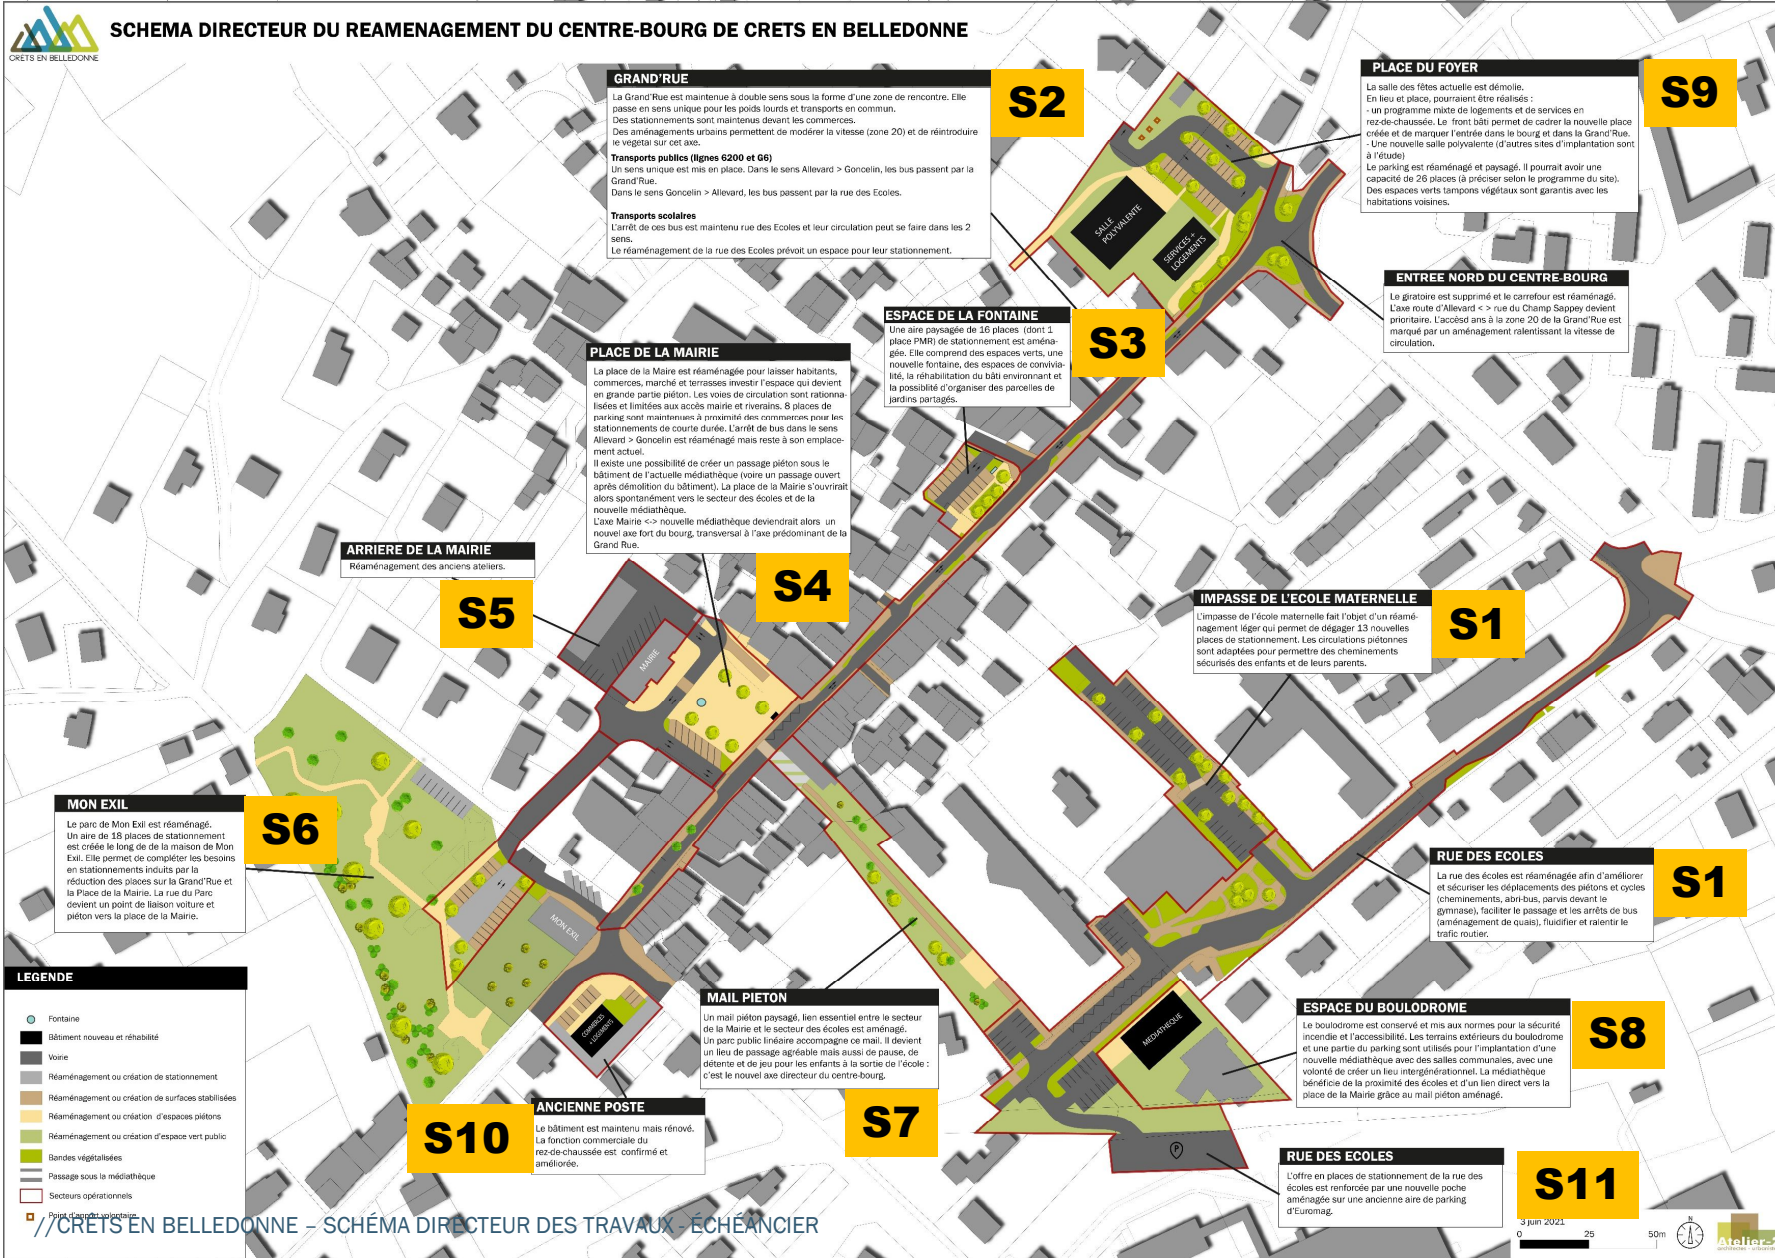 SCHEMA DIRECTEUR DU REAMENAGEMENT DU CENTRE-BOURG DE CRETS EN BELLEDONNE
CRÊTS EN BELLEDONNE
GRAND'RUE
La Grand'Rue est maintenue à double sens sous la forme d'une zone de rencontre. Elle
passe en sens unique pour les poids lourds et transports en commun.
Des stationnements sont maintenus devant les commerces.
Des aménagements urbains permettent de modérer la vitesse (zone 20) et de réintroduire
le vegetal sur cet axe.
Transports publics (lignes 6200 et G6)
Un sens unique est mis en place. Dans le sens Allevard > Goncelin, les bus passent par la
Grand'Rue.
Dans le sens Goncelin > Allevard, les bus passent par la rue des Ecoles.
Transports scolaires
L'arrêt de ces bus est maintenu rue des Ecoles et leur circulation peut se faire dans les 2
sens.
Le réaménagement de la rue des Ecoles prévoit un espace pour leur stationnement.
S2
PLACE DU FOYER
La salle des fêtes actuelle est démolie.
En lieu et place, pourraient être réalisés :
- un programme mixte de logements et de services en
rez-de-chaussée. Le front bâti permet de cadrer la nouvelle place
créée et de marquer l'entrée dans le bourg et dans la Grand'Rue.
- Une nouvelle salle polyvalente (d'autres sites d'implantation sont
à l'étude)
Le parking est réaménagé et paysagé. Il pourrait avoir une
capacité de 26 places (à préciser selon le programme du site).
Des espaces verts tampons végétaux sont garantis avec les
habitations voisines.
S9
SALLE
POLYVALENTE
SERVICES +
LOGEMENTS
ENTREE NORD DU CENTRE-BOURG
Le giratoire est supprimé et le carrefour est réaménagé.
L'axe route d'Allevard < > rue du Champ Sappey devient
prioritaire. L'accèsd ans à la zone 20 de la Grand'Rue est
marqué par un aménagement ralentissant la vitesse de
circulation.
ESPACE DE LA FONTAINE
Une aire paysagée de 16 places (dont 1
place PMR) de stationnement est aména-
gée. Elle comprend des espaces verts, une
nouvelle fontaine, des espaces de convivia-
lité, la réhabilitation du bâti environnant et
la possiblité d'organiser des parcelles de
jardins partagés.
S3
PLACE DE LA MAIRIE
La place de la Maire est réaménagée pour laisser habitants,
commerces, marché et terrasses investir l'espace qui devient
en grande partie piéton. Les voies de circulation sont rationna-
lisées et limitées aux accès mairie et riverains. 8 places de
parking sont maintenues à proximité des commerces pour les
stationnements de courte durée. L'arrêt de bus dans le sens
Allevard > Goncelin est réaménagé mais reste à son emplace-
ment actuel.
Il existe une possibilité de créer un passage piéton sous le
bâtiment de l'actuelle médiathèque (voire un passage ouvert
après démolition du bâtiment). La place de la Mairie s'ouvrirait
alors spontanément vers le secteur des écoles et de la
nouvelle médiathèque.
L'axe Mairie <-> nouvelle médiathèque deviendrait alors un
nouvel axe fort du bourg, transversal à l'axe prédominant de la
Grand Rue.
S4
ARRIERE DE LA MAIRIE
Réaménagement des anciens ateliers.
S5
MAIRIE
IMPASSE DE L'ECOLE MATERNELLE
L'impasse de l'école maternelle fait l'objet d'un réamé-
nagement léger qui permet de dégager 13 nouvelles
places de stationnement. Les circulations piétonnes
sont adaptées pour permettre des cheminements
sécurisés des enfants et de leurs parents.
S1
MON EXIL
Le parc de Mon Exil est réaménagé.
Un aire de 18 places de stationnement
est créée le long de de la maison de Mon
Exil. Elle permet de compléter les besoins
en stationnements induits par la
réduction des places sur la Grand'Rue et
la Place de la Mairie. La rue du Parc
devient un point de liaison voiture et
piéton vers la place de la Mairie.
S6
MON EXIL
RUE DES ECOLES
La rue des écoles est réaménagée afin d'améliorer
et sécuriser les déplacements des piétons et cycles
(cheminements, abri-bus, parvis devant le
gymnase), faciliter le passage et les arrêts de bus
(aménagement de quais), fluidifier et ralentir le
trafic routier.
S1
MAIL PIETON
Un mail piéton paysagé, lien essentiel entre le secteur
de la Mairie et le secteur des écoles est aménagé.
Un parc public linéaire accompagne ce mail. Il devient
un lieu de passage agréable mais aussi de pause, de
détente et de jeu pour les enfants à la sortie de l'école :
c'est le nouvel axe directeur du centre-bourg.
S7
COMMERCES
+ LOGEMENTS
ANCIENNE POSTE
Le bâtiment est maintenu mais rénové.
La fonction commerciale du
rez-de-chaussée est confirmé et
améliorée.
S10
MEDIATHEQUE
ESPACE DU BOULODROME
Le boulodrome est conservé et mis aux normes pour la sécurité
incendie et l'accessibilité. Les terrains extérieurs du boulodrome
et une partie du parking sont utilisés pour l'implantation d'une
nouvelle médiathèque avec des salles communales, avec une
volonté de créer un lieu intergénérationnel. La médiathèque
bénéficie de la proximité des écoles et d'un lien direct vers la
place de la Mairie grâce au mail piéton aménagé.
S8
P
RUE DES ECOLES
L'offre en places de stationnement de la rue des
écoles est renforcée par une nouvelle poche
aménagée sur une ancienne aire de parking
d'Euromag.
S11
LEGENDE
Fontaine
Bâtiment nouveau et réhabilité
Voirie
Réaménagement ou création de stationnement
Réaménagement ou création de surfaces stabilisées
Réaménagement ou création d'espaces piétons
Réaménagement ou création d'espace vert public
Bandes végétalisées
Passage sous la médiathèque
Secteurs opérationnels
Point d'apport volontaire
//CRÊTS EN BELLEDONNE – SCHÉMA DIRECTEUR DES TRAVAUX - ÉCHÉANCIER
3 juin 2021
0 25 50m
N
Atelier-2